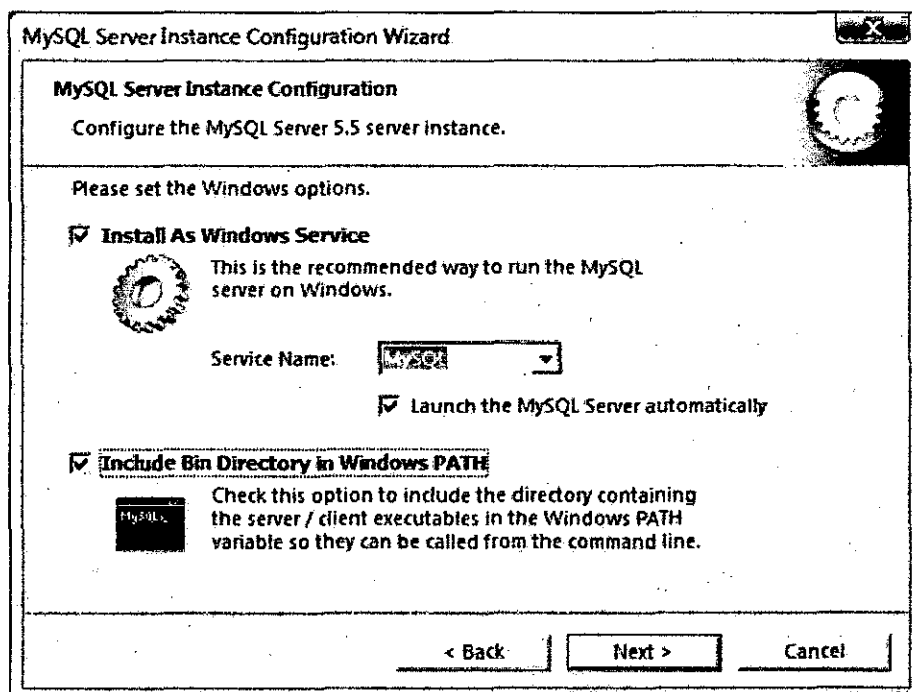 MySQL Server Instance Configuration Wizard
MySQL Server Instance Configuration
Configure the MySQL Server 5.5 server instance.
Please set the Windows options.
Install As Windows Service
This is the recommended way to run the MySQL
server on Windows.
Service Name: MySQL
Launch the MySQL Server automatically
Include Bin Directory in Windows PATH
Check this option to include the directory containing
the server / client executables in the Windows PATH
variable so they can be called from the command line.
MySQL>_
< Back Next > Cancel